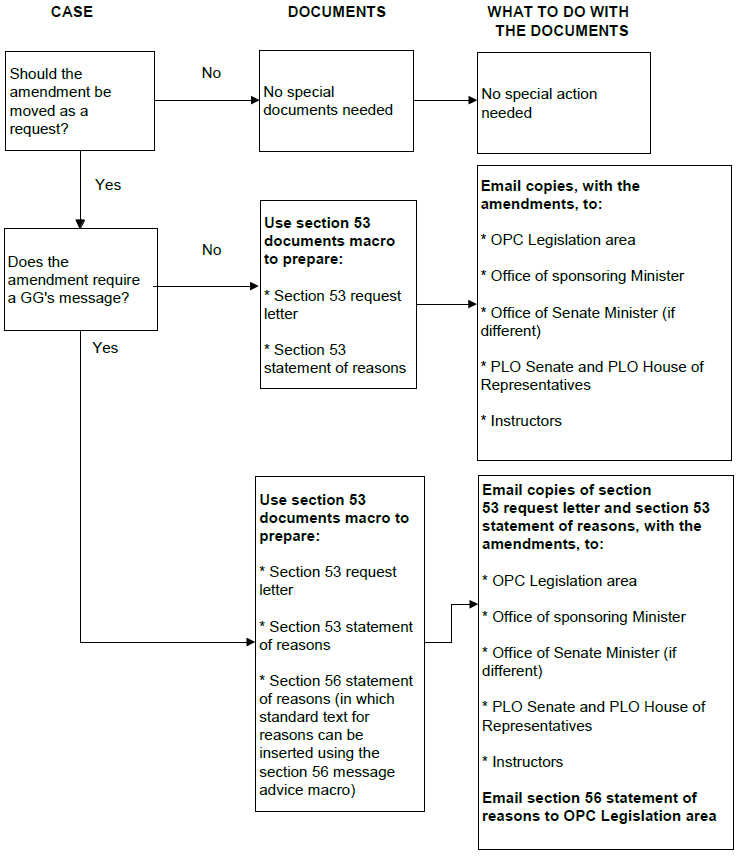 CASE
DOCUMENTS
WHAT TO DO WITH
THE DOCUMENTS
Should the
amendment be
moved as a
request?
No
No special
documents needed
No special action
needed
Yes
Does the
amendment require
a GG's message?
No
Use section 53
documents macro
to prepare:
* Section 53 request
letter
* Section 53
statement of reasons
Email copies, with the
amendments, to:
* OPC Legislation area
* Office of sponsoring Minister
* Office of Senate Minister (if
different)
* PLO Senate and PLO House of
Representatives
* Instructors
Yes
Use section 53
documents macro to
prepare:
* Section 53 request
letter
* Section 53 statement
of reasons
* Section 56 statement
of reasons (in which
standard text for
reasons can be
inserted using the
section 56 message
advice macro)
Email copies of section
53 request letter and section 53
statement of reasons, with the
amendments, to:
* OPC Legislation area
* Office of sponsoring Minister
* Office of Senate Minister (if
different)
* PLO Senate and PLO House of
Representatives
* Instructors
Email section 56 statement of
reasons to OPC Legislation area